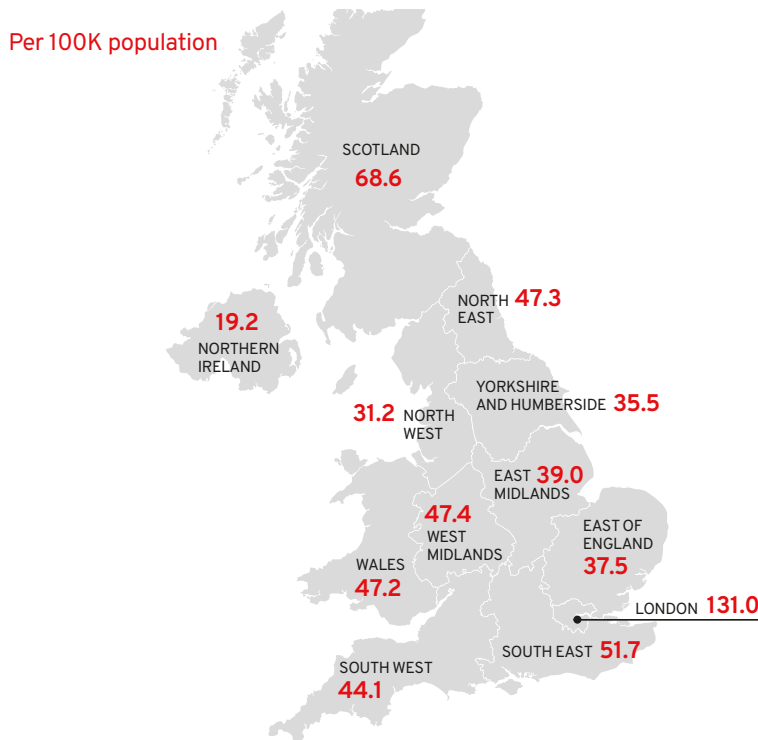 Per 100K population
SCOTLAND
68.6
NORTH 47.3
EAST
19.2
NORTHERN
IRELAND
YORKSHIRE
AND HUMBERSIDE 35.5
31.2 NORTH
WEST
EAST 39.0
MIDLANDS
47.4
WEST
MIDLANDS
EAST OF
ENGLAND
37.5
WALES
47.2
LONDON 131.0
SOUTH EAST 51.7
SOUTH WEST
44.1